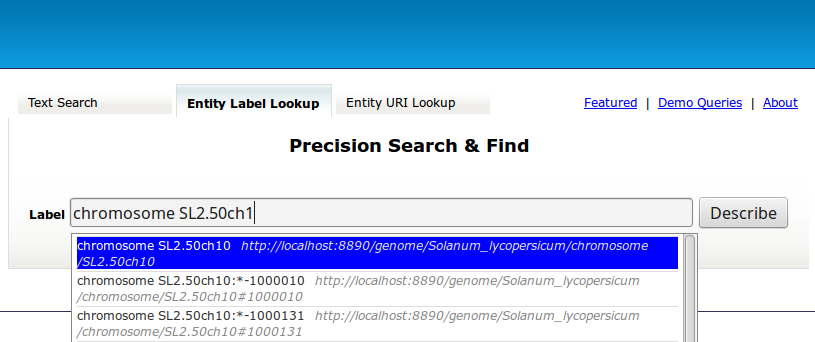 Text Search Entity Label Lookup Entity URI Lookup Featured | Demo Queries | About
Precision Search & Find
Label chromosome SL2.50ch1 Describe
chromosome SL2.50ch10 http://localhost:8890/genome/Solanum_lycopersicum/chromosome
/SL2.50ch10
chromosome SL2.50ch10:*-1000010 http://localhost:8890/genome/Solanum_lycopersicum
/chromosome/SL2.50ch10#1000010
chromosome SL2.50ch10:*-1000131 http://localhost:8890/genome/Solanum_lycopersicum
/chromosome/SL2.50ch10#1000131